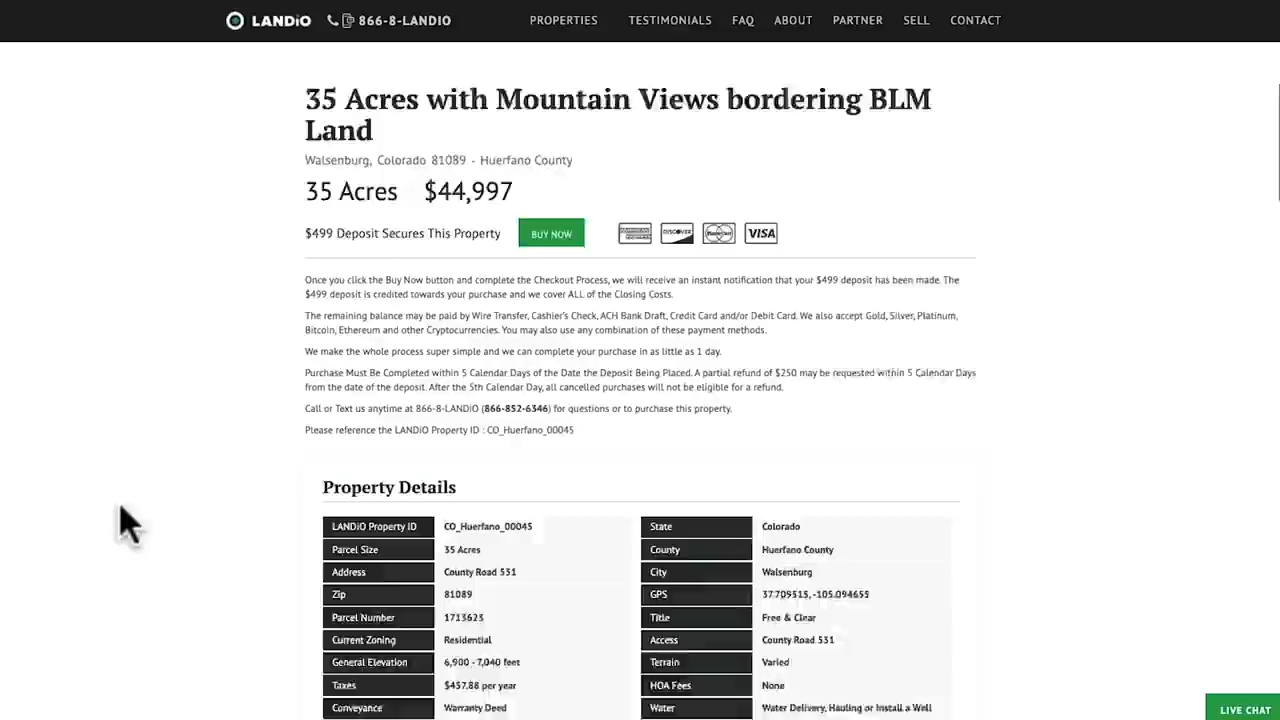 LANDiO 866-8-LANDIO PROPERTIES TESTIMONIALS FAQ ABOUT PARTNER SELL CONTACT
35 Acres with Mountain Views bordering BLM
Land
Walsenburg, Colorado 81089 - Huerfano County
35 Acres $44,997
$499 Deposit Secures This Property BUY NOW DISCOVER MasterCard VISA
Once you click the Buy Now button and complete the Checkout Process, we will receive an instant notification that your $499 deposit has been made. The
$499 deposit is credited towards your purchase and we cover ALL of the Closing Costs.
The remaining balance may be paid by Wire Transfer, Cashier's Check, ACH Bank Draft, Credit Card and/or Debit Card. We also accept Gold, Silver, Platinum,
Bitcoin, Ethereum and other Cryptocurrencies. You may also use any combination of these payment methods.
We make the whole process super simple and we can complete your purchase in as little as 1 day.
Purchase Must Be Completed within 5 Calendar Days of the Date the Deposit Being Placed. A partial refund of $250 may be requested within 5 Calendar Days
from the date of the deposit. After the 5th Calendar Day, all cancelled purchases will not be eligible for a refund.
Call or Text us anytime at 866-8-LANDiO (866-852-6346) for questions or to purchase this property.
Please reference the LANDiO Property ID : CO_Huerfano_00045
Property Details
LANDiO Property ID CO_Huerfano_00045 State Colorado
Parcel Size 35 Acres County Huerfano County
Address County Road 531 City Walsenburg
Zip 81089 GPS 37.709515, -105.094655
Parcel Number 1713623 Title Free & Clear
Current Zoning Residential Access County Road 531
General Elevation 6,900 - 7,040 feet Terrain Varied
Taxes $437.88 per year HOA Fees None
Conveyance Warranty Deed Water Water Delivery, Hauling or Install a Well
LIVE CHAT